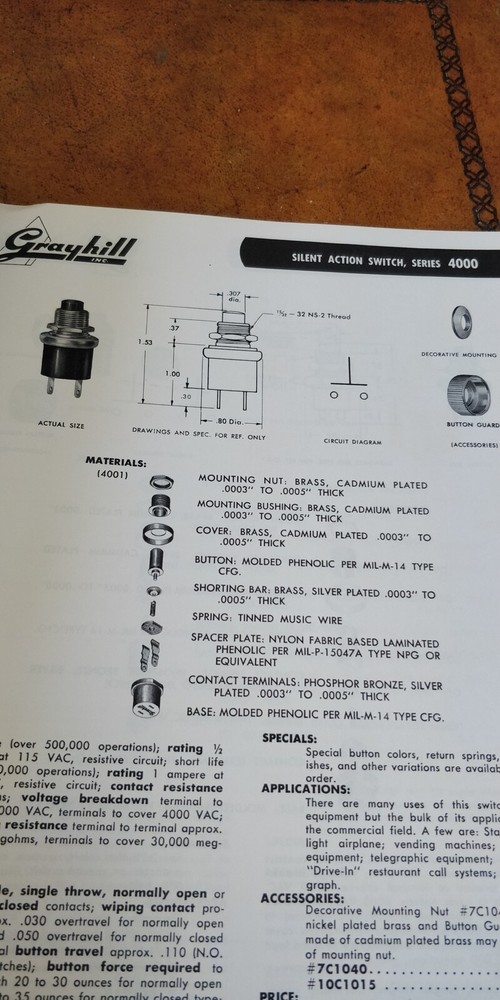 Grayhill
INC
SILENT ACTION SWITCH, SERIES 4000
.307
dia.
15/32 — 32 NS-2 Thread
.37
1.53
1.00
.30
.80 Dia.
ACTUAL SIZE
DRAWINGS AND SPEC. FOR REF. ONLY
CIRCUIT DIAGRAM
DECORATIVE MOUNTING
BUTTON GUARD
(ACCESSORIES)
MATERIALS:
(4001)
MOUNTING NUT: BRASS, CADMIUM PLATED
.0003" TO .0005" THICK
MOUNTING BUSHING: BRASS, CADMIUM PLATED
.0003" TO .0005" THICK
COVER: BRASS, CADMIUM PLATED .0003" TO
.0005" THICK
BUTTON: MOLDED PHENOLIC PER MIL-M-14 TYPE
CFG.
SHORTING BAR: BRASS, SILVER PLATED .0003" TO
.0005" THICK
SPRING: TINNED MUSIC WIRE
SPACER PLATE: NYLON FABRIC BASED LAMINATED
PHENOLIC PER MIL-P-15047A TYPE NPG OR
EQUIVALENT
CONTACT TERMINALS: PHOSPHOR BRONZE, SILVER
PLATED .0003" TO .0005" THICK
BASE: MOLDED PHENOLIC PER MIL-M-14 TYPE CFG.
(over 500,000 operations); rating ½
at 115 VAC, resistive circuit; short life
0,000 operations); rating 1 ampere at
, resistive circuit; contact resistance
voltage breakdown terminal to
000 VAC, terminals to cover 4000 VAC;
resistance terminal to terminal approx.
gohms, terminals to cover 30,000 meg-
le, single throw, normally open or
closed contacts; wiping contact pro-
ox. .030 overtravel for normally open
d .050 overtravel for normally closed
al button travel approx. .110 (N.O.
tches); button force required to
h 20 to 30 ounces for normally open
to 35 ounces for normally closed type.
SPECIALS:
Special button colors, return springs,
ishes, and other variations are availab
order.
APPLICATIONS:
There are many uses of this switc
equipment but the bulk of its applic
the commercial field. A few are: Sta
light airplane; vending machines;
equipment; telegraphic equipment;
"Drive-In" restaurant call systems;
graph.
ACCESSORIES:
Decorative Mounting Nut #7C104
nickel plated brass and Button Gu
made of cadmium plated brass may
of mounting nut.
#7C1040
#10C1015
PRICE: